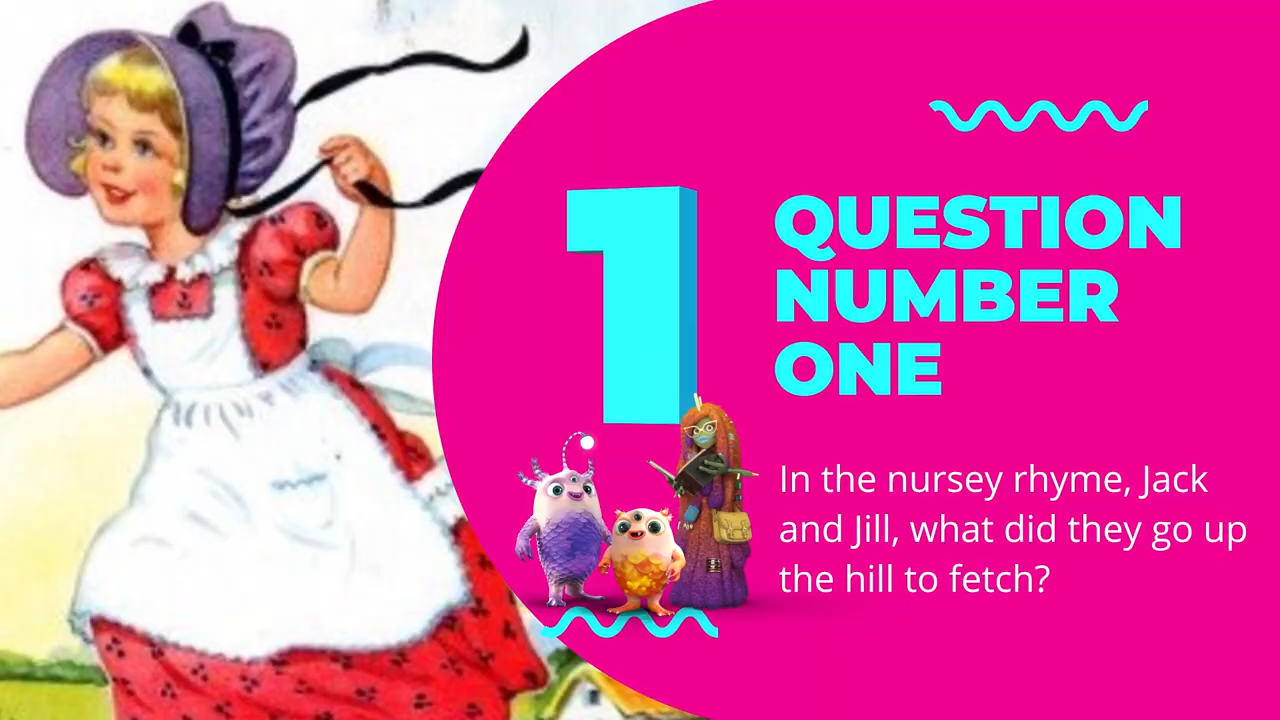 1
QUESTION
NUMBER
ONE
In the nursey rhyme, Jack
and Jill, what did they go up
the hill to fetch?